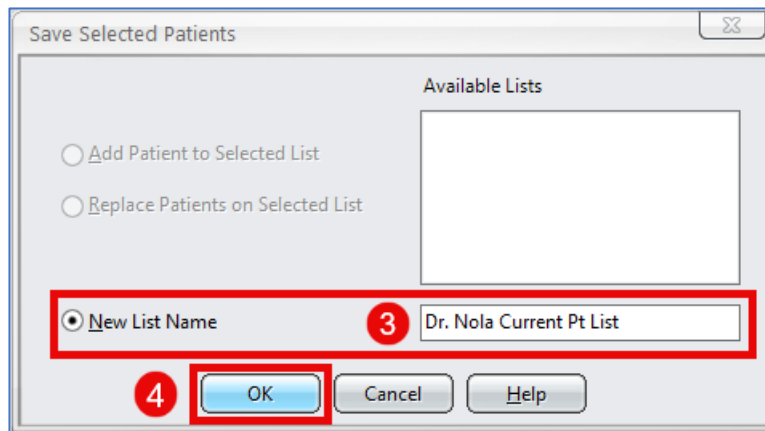 Save Selected Patients
Available Lists
Add Patient to Selected List
Replace Patients on Selected List
New List Name 3 Dr. Nola Current Pt List
4 OK Cancel Help